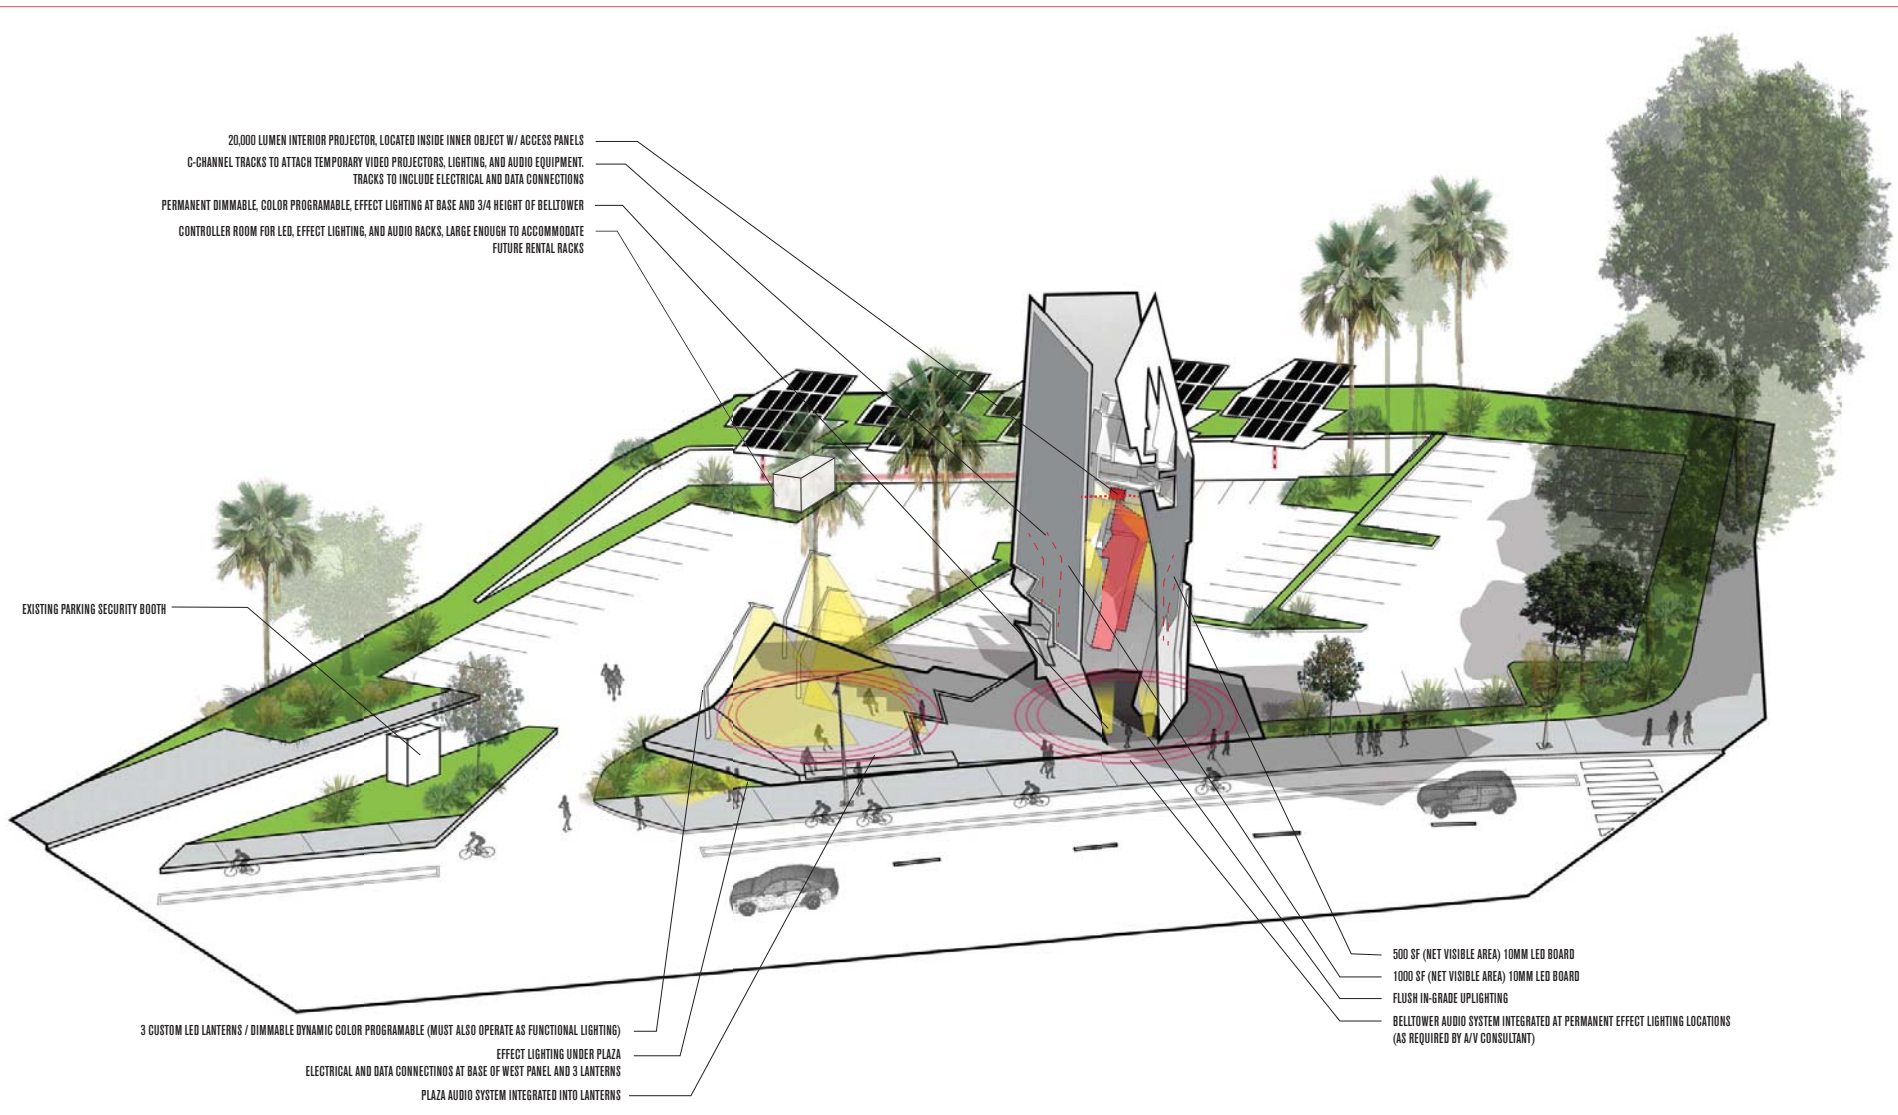 20,000 LUMEN INTERIOR PROJECTOR, LOCATED INSIDE INNER OBJECT W/ ACCESS PANELS
C-CHANNEL TRACKS TO ATTACH TEMPORARY VIDEO PROJECTORS, LIGHTING, AND AUDIO EQUIPMENT.
TRACKS TO INCLUDE ELECTRICAL AND DATA CONNECTIONS
PERMANENT DIMMABLE, COLOR PROGRAMABLE, EFFECT LIGHTING AT BASE AND 3/4 HEIGHT OF BELLTOWER
CONTROLLER ROOM FOR LED, EFFECT LIGHTING, AND AUDIO RACKS, LARGE ENOUGH TO ACCOMMODATE
FUTURE RENTAL RACKS
EXISTING PARKING SECURITY BOOTH
3 CUSTOM LED LANTERNS / DIMMABLE DYNAMIC COLOR PROGRAMABLE (MUST ALSO OPERATE AS FUNCTIONAL LIGHTING)
EFFECT LIGHTING UNDER PLAZA
ELECTRICAL AND DATA CONNECTINOS AT BASE OF WEST PANEL AND 3 LANTERNS
PLAZA AUDIO SYSTEM INTEGRATED INTO LANTERNS
500 SF (NET VISIBLE AREA) 10MM LED BOARD
1000 SF (NET VISIBLE AREA) 10MM LED BOARD
FLUSH IN-GRADE UPLIGHTING
BELLTOWER AUDIO SYSTEM INTEGRATED AT PERMANENT EFFECT LIGHTING LOCATIONS
(AS REQUIRED BY A/V CONSULTANT)